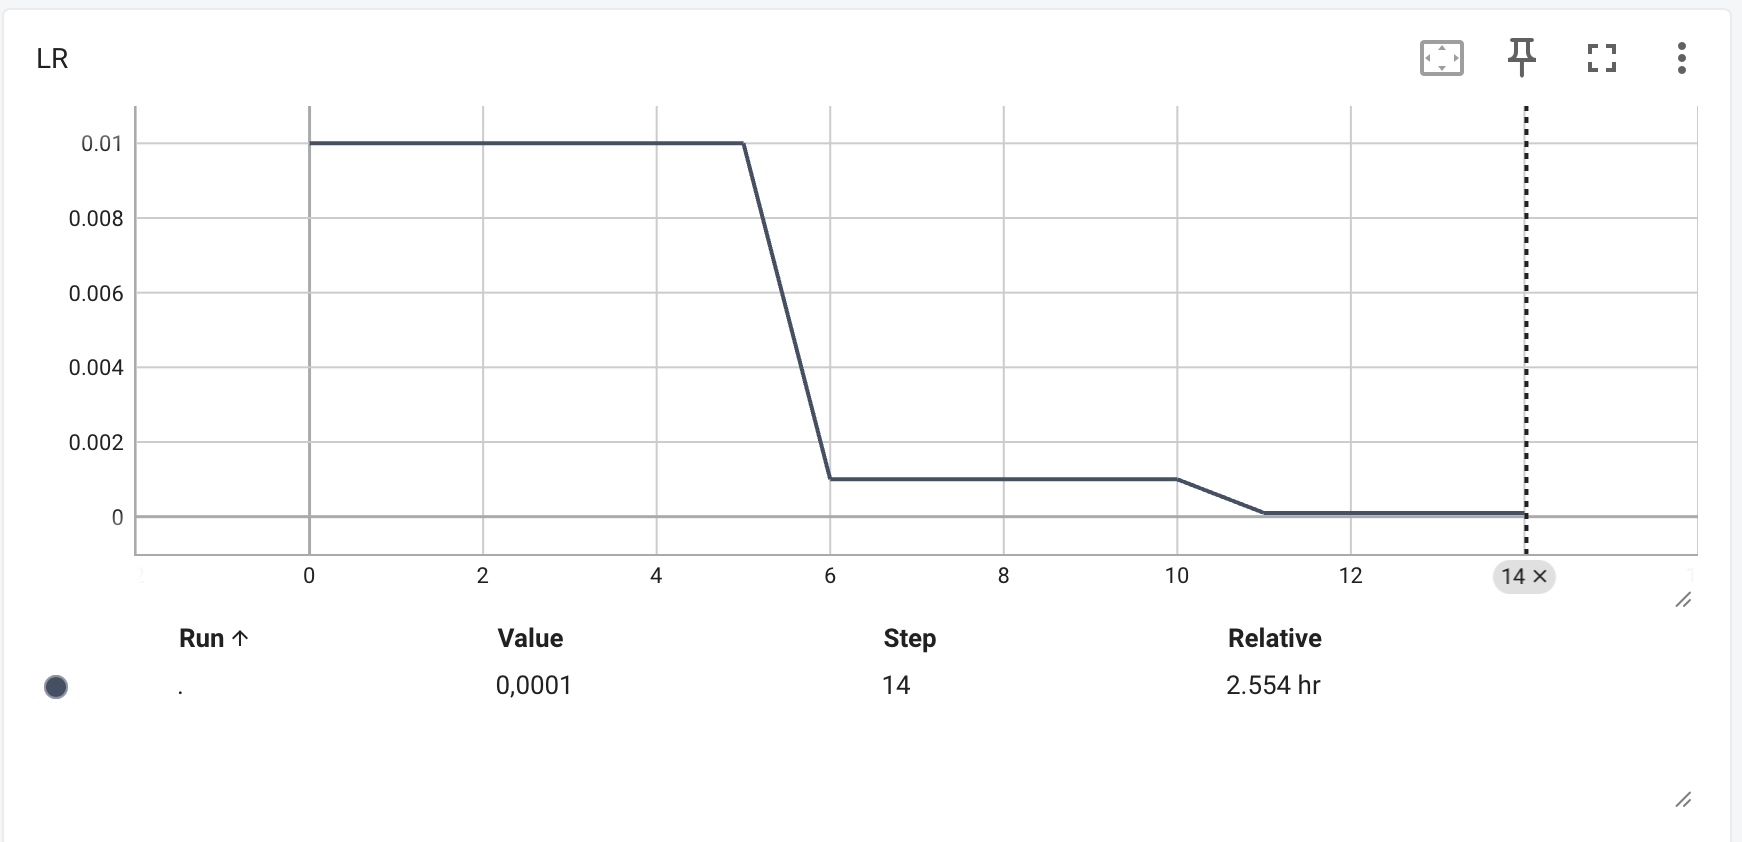 LR
0.01
0.008
0.006
0.004
0.002
0
0 2 4 6 8 10 12 14 ×
Run ↑ Value Step Relative
. 0,0001 14 2.554 hr